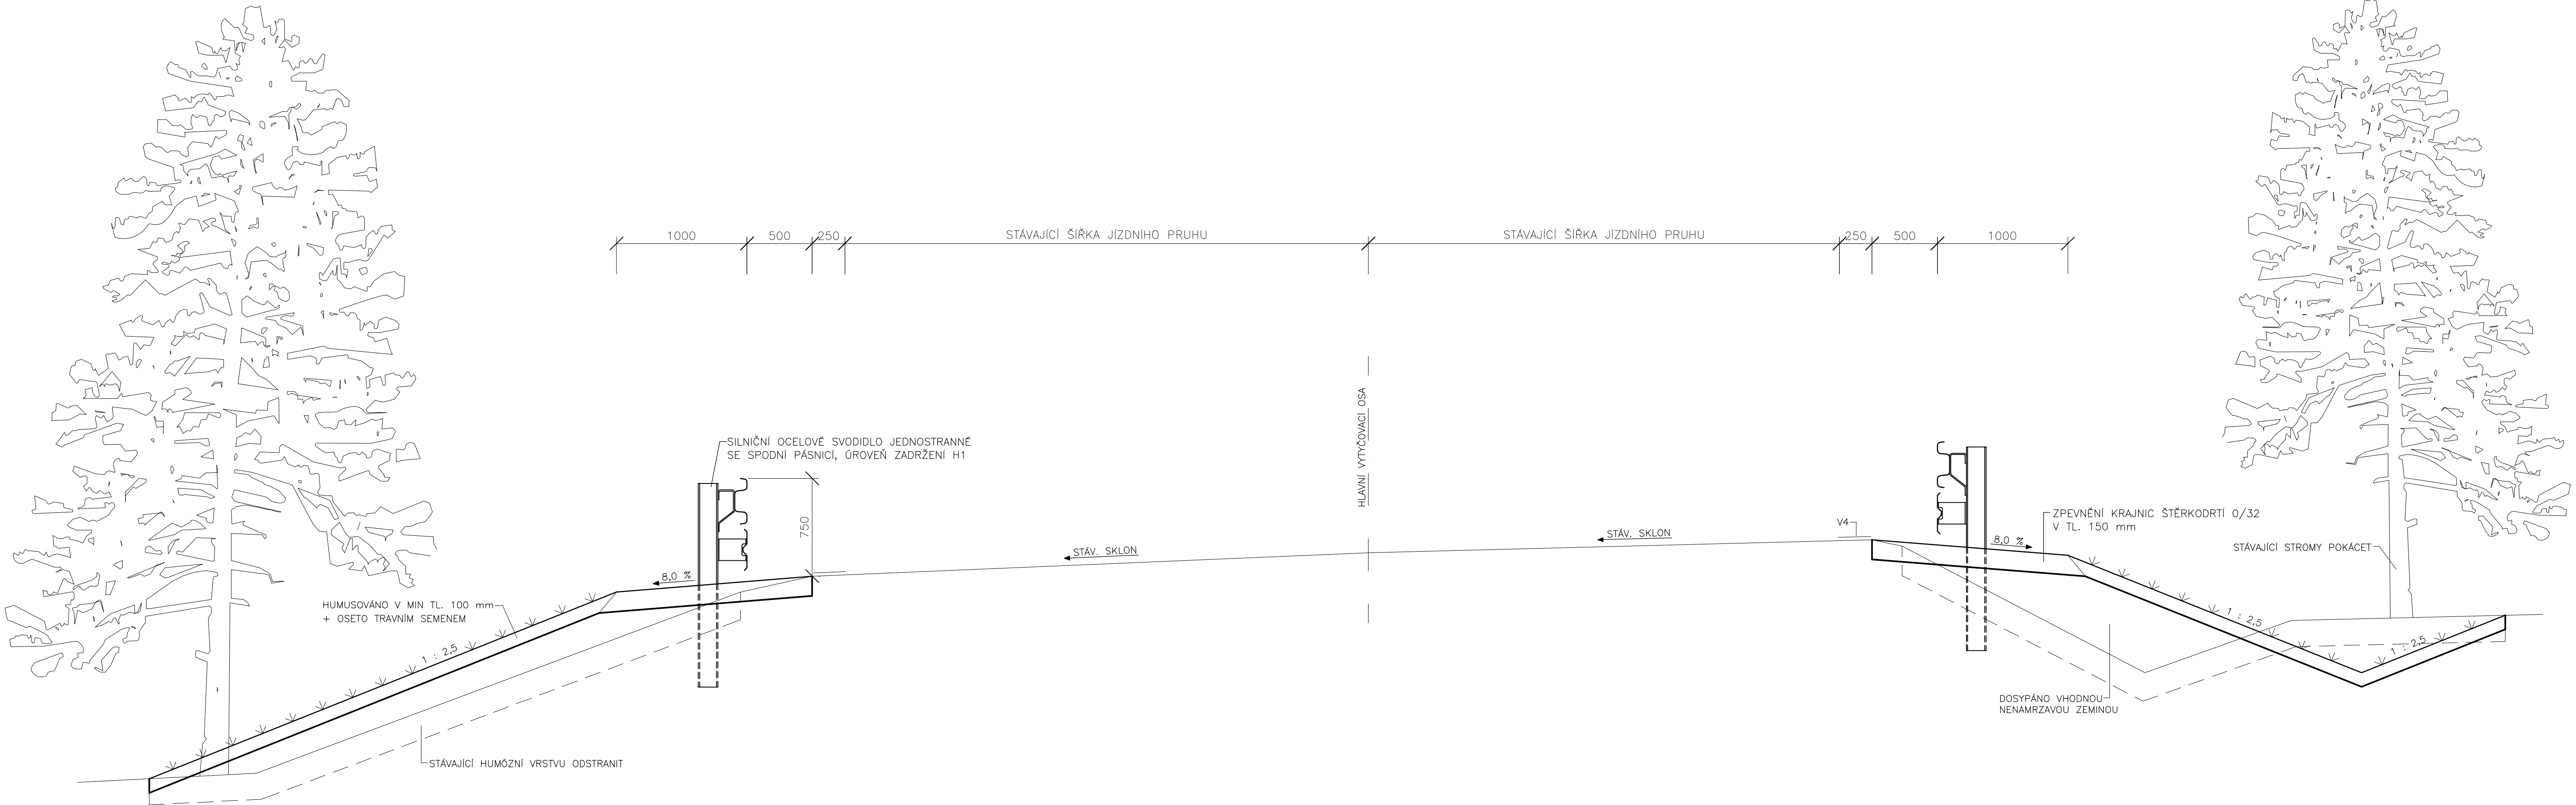 1000 500 250 STÁVAJÍCÍ ŠÍŘKA JÍZDNÍHO PRUHU STÁVAJÍCÍ ŠÍŘKA JÍZDNÍHO PRUHU 250 500 1000
HLAVNÍ VYTYČOVACÍ OSA
SILNIČNÍ OCELOVÉ SVODIDLO JEDNOSTRANNÉ
SE SPODNÍ PÁSNICÍ, ÚROVEŇ ZADRŽENÍ H1
750
ZPEVNĚNÍ KRAJNIC ŠTĚRKODRTÍ 0/32
V TL. 150 mm
V4
STÁV. SKLON
STÁV. SKLON
8,0 %
8,0 %
STÁVAJÍCÍ STROMY POKÁCET
HUMUSOVÁNO V MIN TL. 100 mm
+ OSETO TRAVNÍM SEMENEM
1 : 2,5
1 : 2,5
1 : 2,5
DOSYPÁNO VHODNOU
NENAMRZAVOU ZEMINOU
STÁVAJÍCÍ HUMÓZNÍ VRSTVU ODSTRANIT